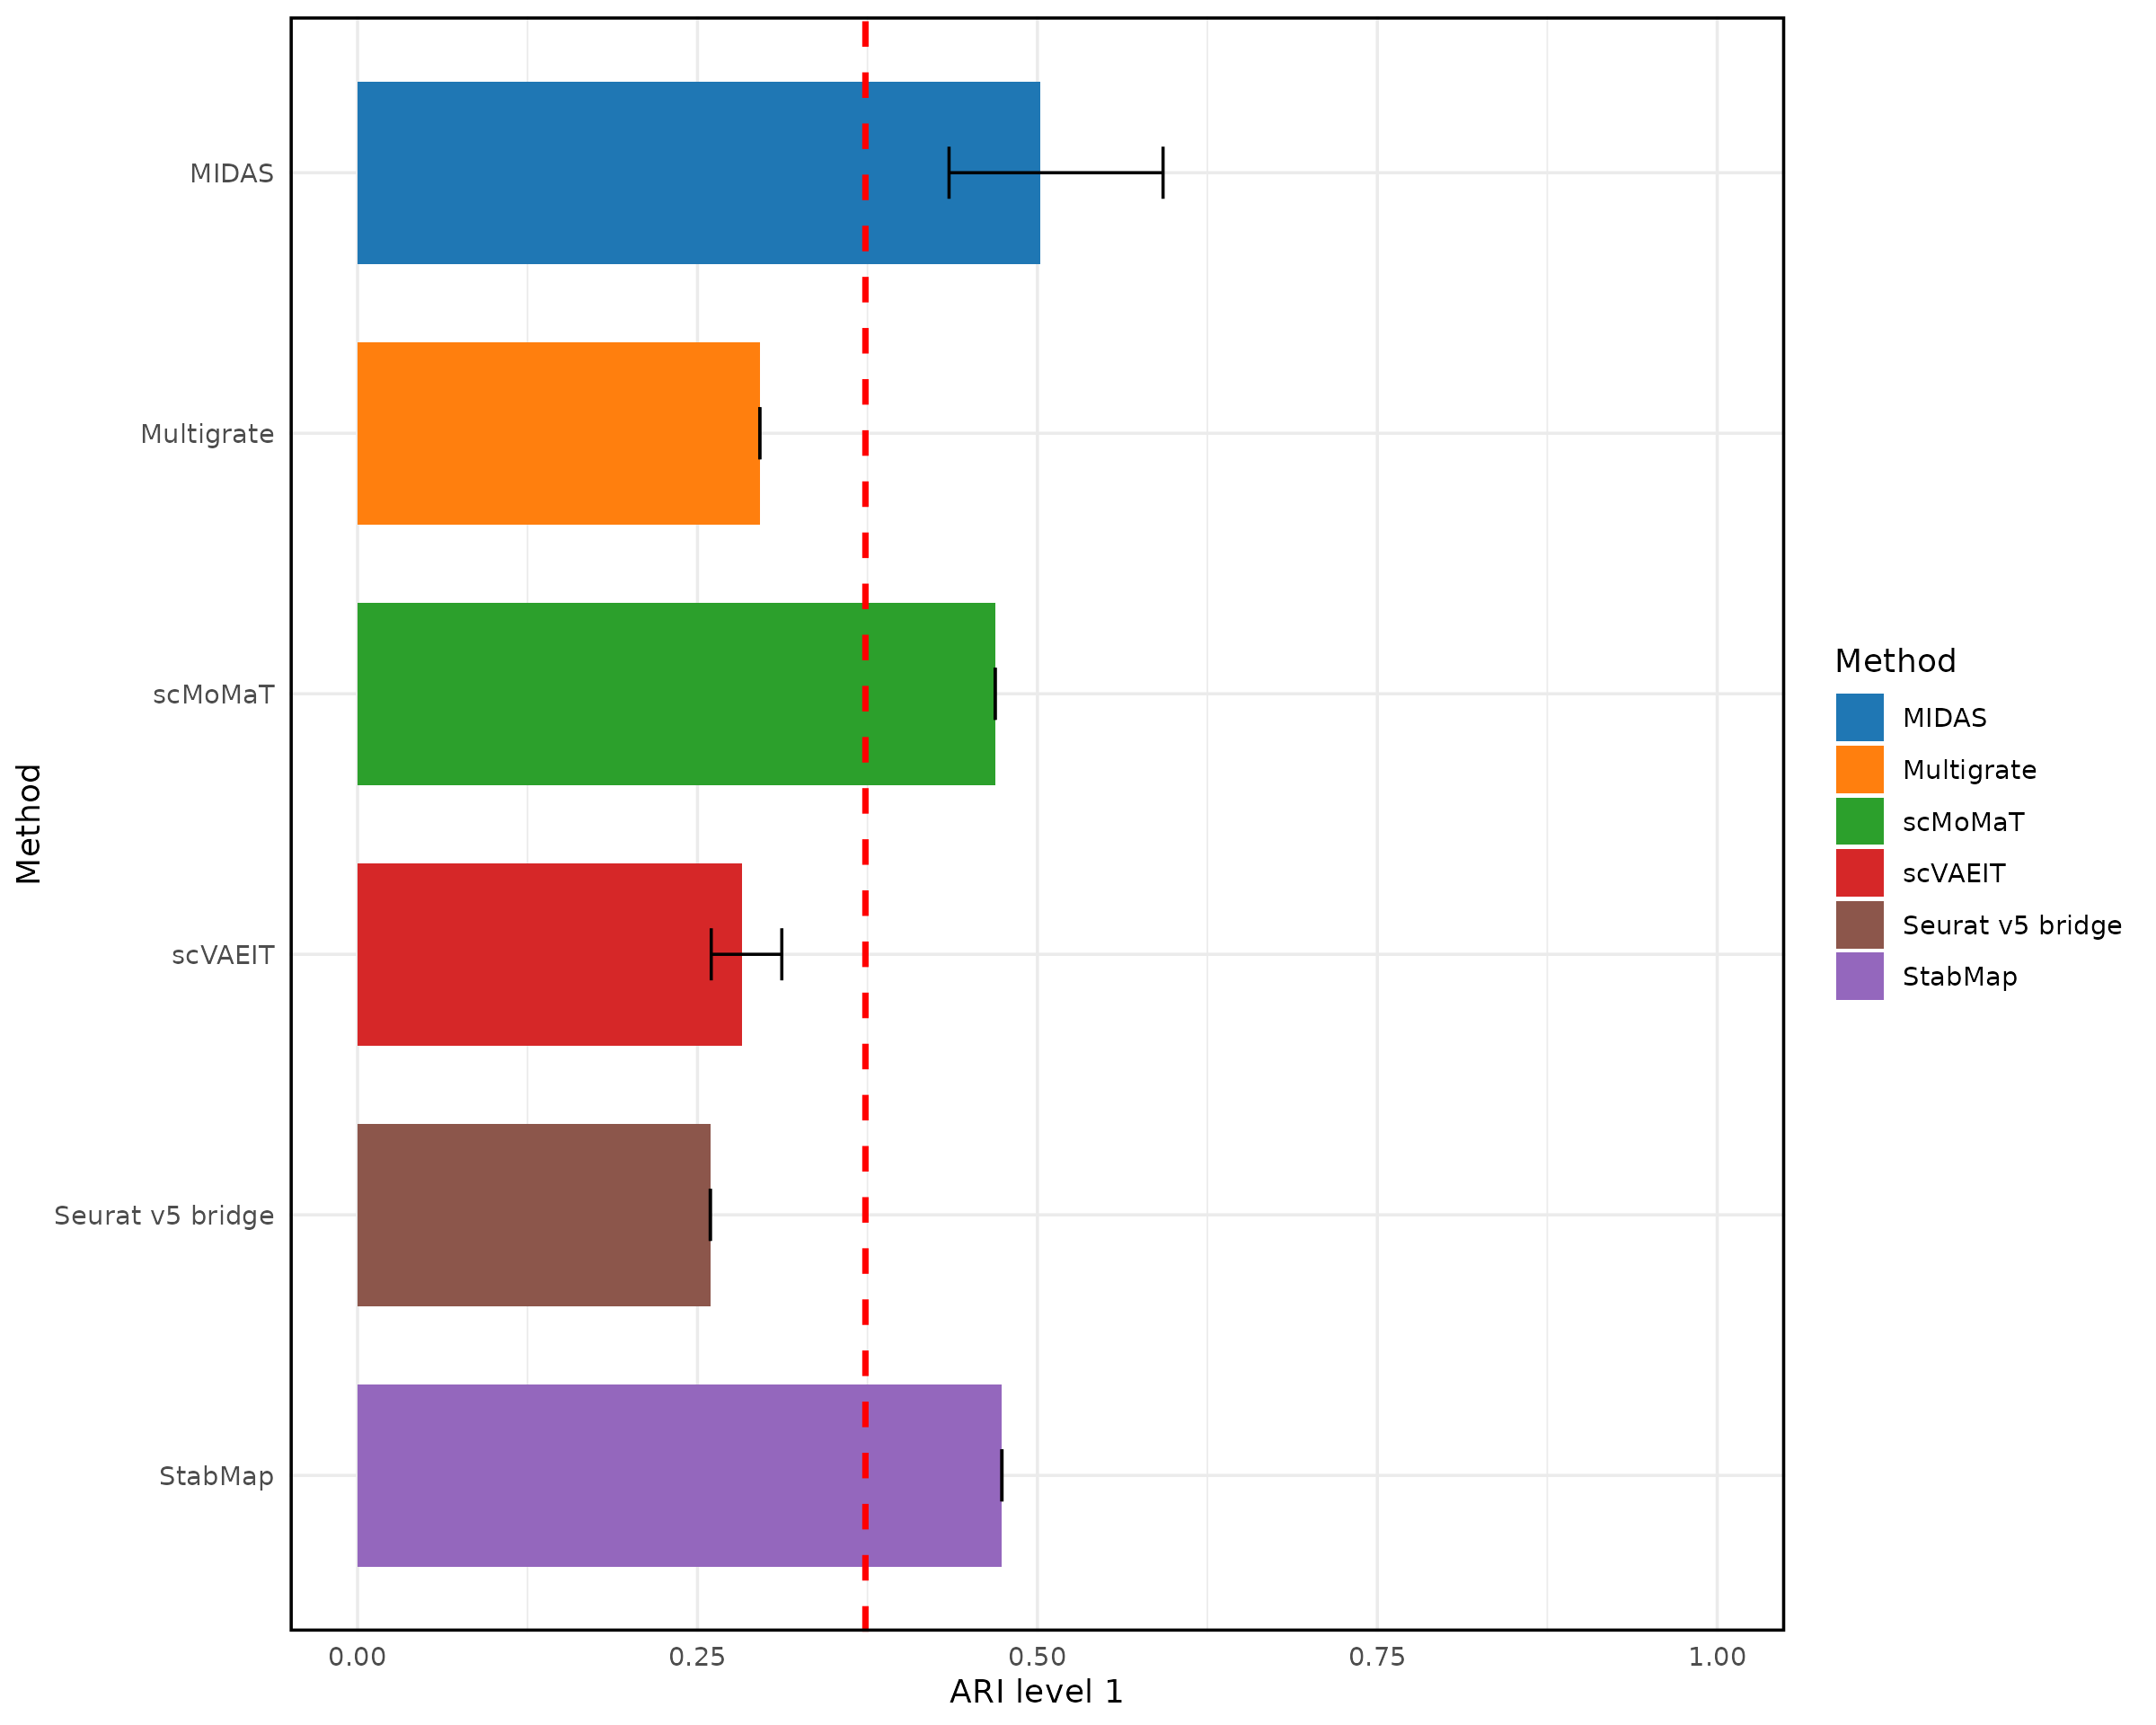 Method
MIDAS
Multigrate
scMoMaT
scVAEIT
Seurat v5 bridge
StabMap
0.00 0.25 0.50 0.75 1.00
ARI level 1
Method
MIDAS
Multigrate
scMoMaT
scVAEIT
Seurat v5 bridge
StabMap